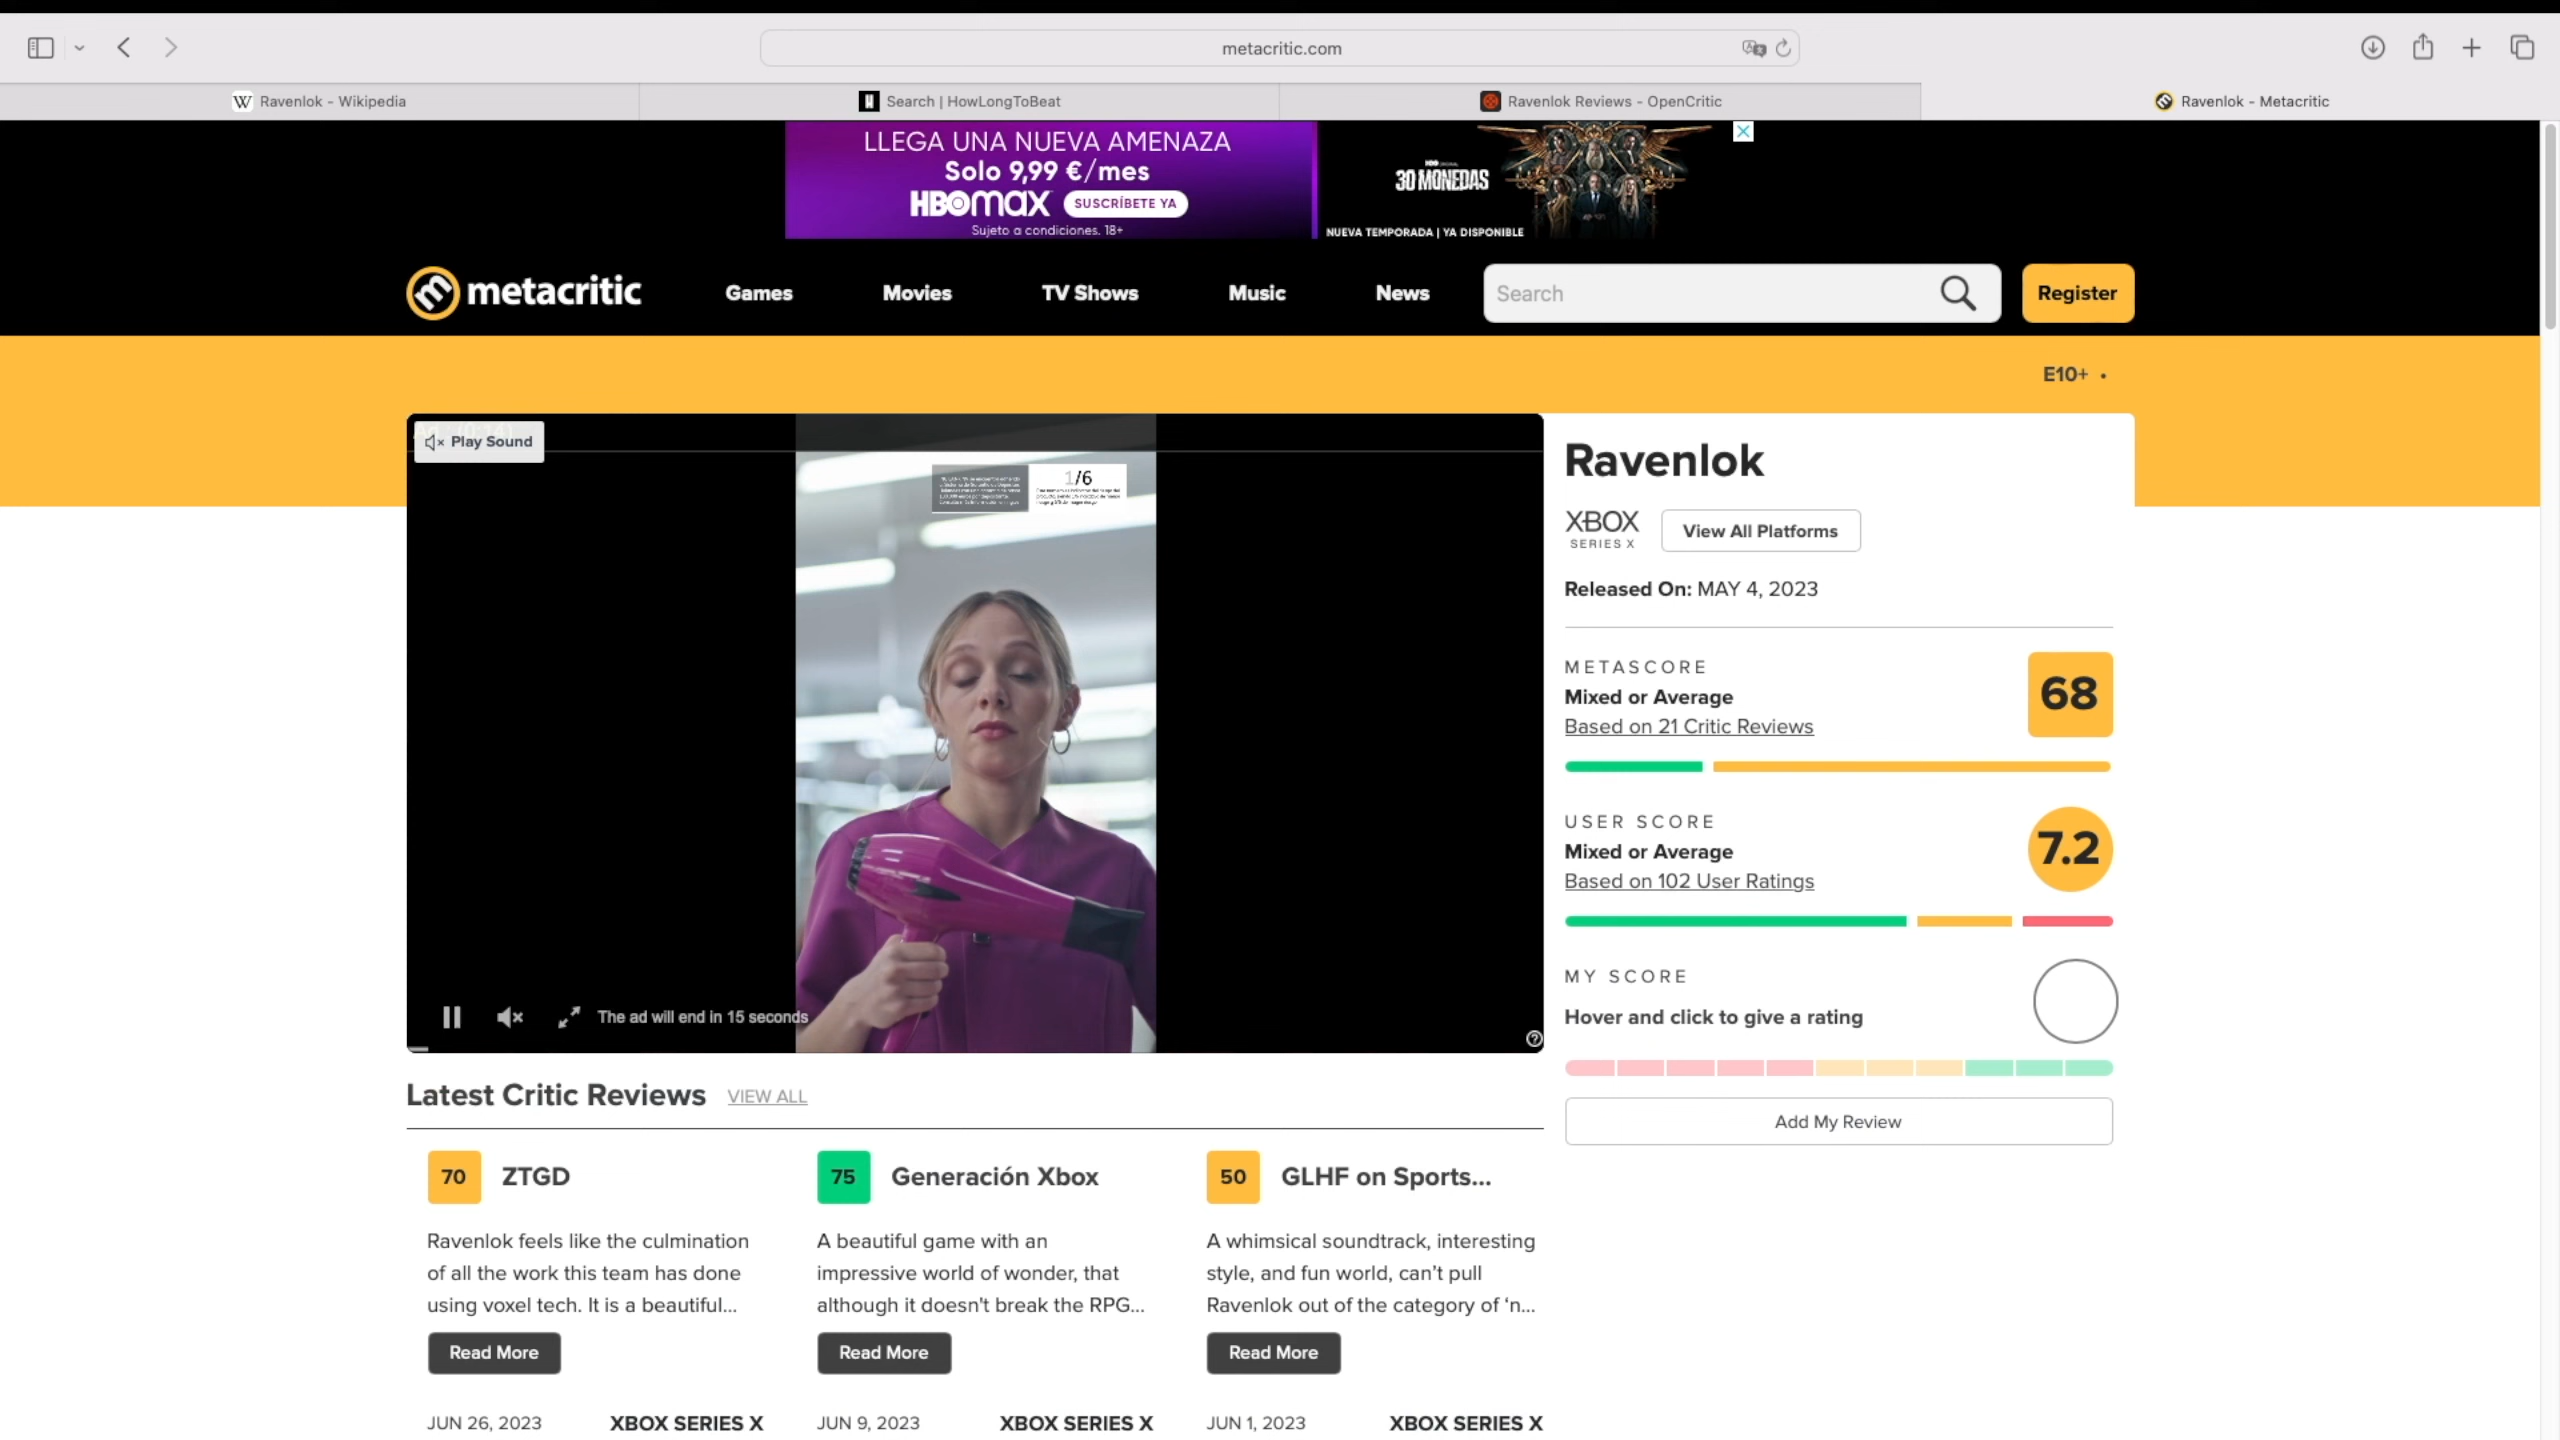 metacritic.com
Ravenlok - Wikipedia
Search | HowLongToBeat
Ravenlok Reviews - OpenCritic
Ravenlok - Metacritic
LLEGA UNA NUEVA AMENAZA
Solo 9,99 €/mes
HBOmax SUSCRÍBETE YA
Sujeto a condiciones. 18+
HBO ORIGINAL
30 MONEDAS
NUEVA TEMPORADA | YA DISPONIBLE
metacritic
Games
Movies
TV Shows
Music
News
Search
Register
E10+ •
Play Sound
1/6
The ad will end in 15 seconds
Ravenlok
XBOX
SERIES X
View All Platforms
Released On: MAY 4, 2023
METASCORE
Mixed or Average
Based on 21 Critic Reviews
68
USER SCORE
Mixed or Average
Based on 102 User Ratings
7.2
MY SCORE
Hover and click to give a rating
Add My Review
Latest Critic Reviews VIEW ALL
70 ZTGD
Ravenlok feels like the culmination
of all the work this team has done
using voxel tech. It is a beautiful...
Read More
JUN 26, 2023 XBOX SERIES X
75 Generación Xbox
A beautiful game with an
impressive world of wonder, that
although it doesn't break the RPG...
Read More
JUN 9, 2023 XBOX SERIES X
50 GLHF on Sports...
A whimsical soundtrack, interesting
style, and fun world, can't pull
Ravenlok out of the category of 'n...
Read More
JUN 1, 2023 XBOX SERIES X